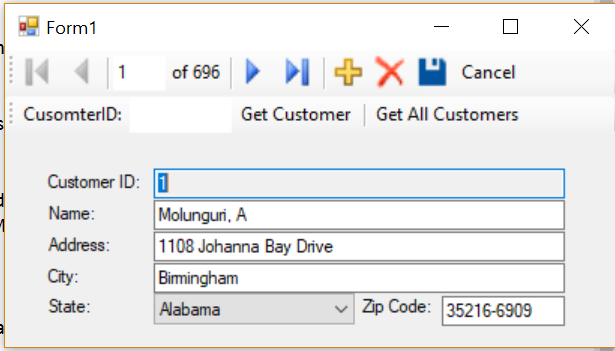 Form1
1 of 696 Cancel
CusomterID: Get Customer Get All Customers
Customer ID: 1
Name: Molunguri, A
Address: 1108 Johanna Bay Drive
City: Birmingham
State: Alabama Zip Code: 35216-6909